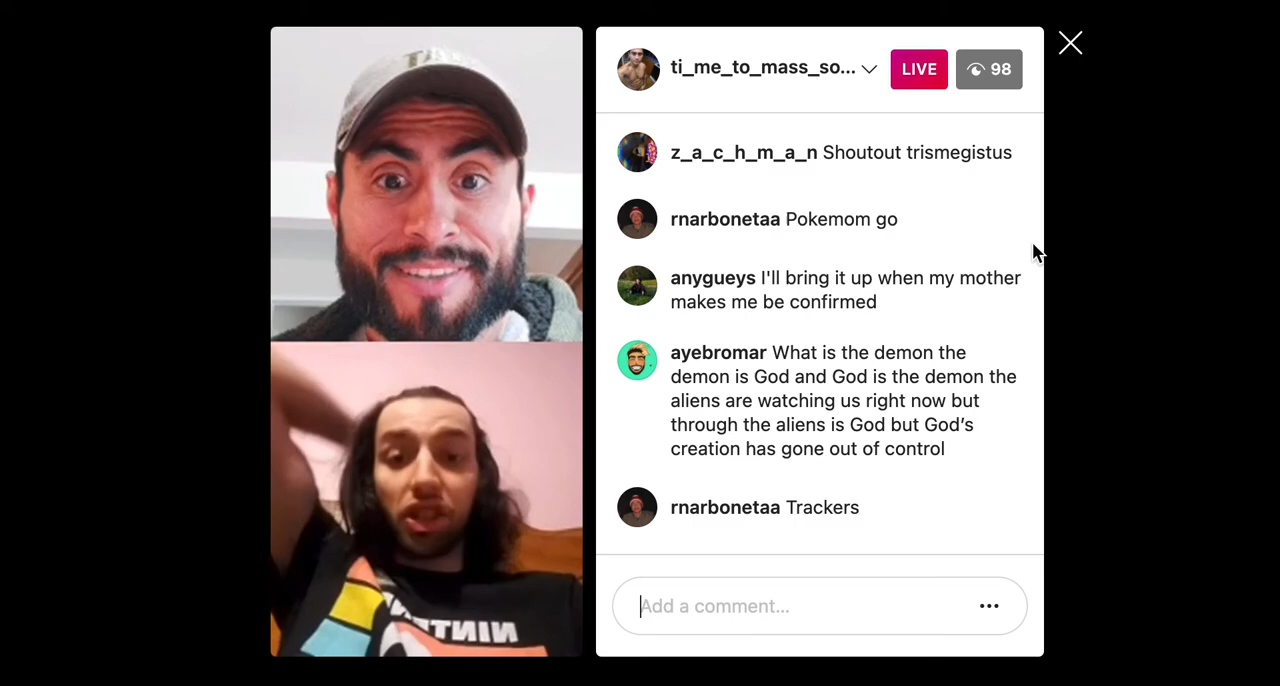 ti_me_to_mass_so...
LIVE
98
z_a_c_h_m_a_n Shoutout trismegistus
rnarbonetaa Pokemom go
anygueys I'll bring it up when my mother
makes me be confirmed
ayebromar What is the demon the
demon is God and God is the demon the
aliens are watching us right now but
through the aliens is God but God's
creation has gone out of control
rnarbonetaa Trackers
Add a comment...